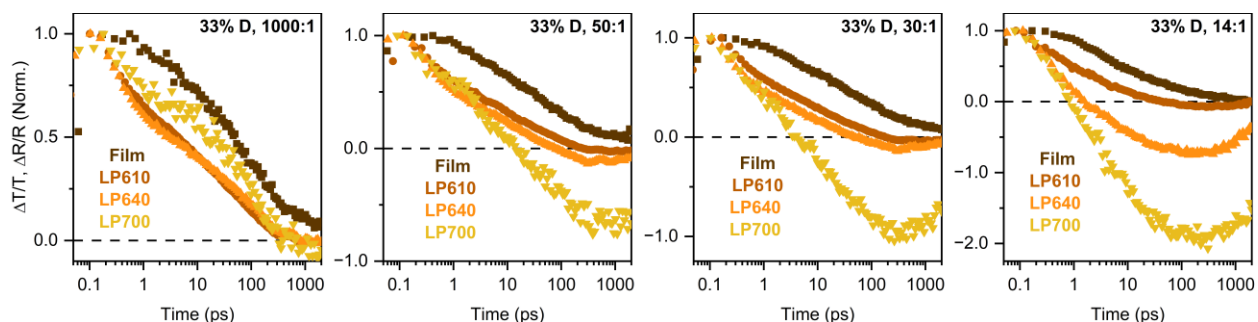 ΔT/T, ΔR/R (Norm.)
33% D, 1000:1
1.0
0.5
0.0
Film
LP610
LP640
LP700
0.1
1
10
100
1000
Time (ps)
33% D, 50:1
1.0
0.0
−1.0
Film
LP610
LP640
LP700
0.1
1
10
100
1000
Time (ps)
33% D, 30:1
1.0
0.0
−1.0
Film
LP610
LP640
LP700
0.1
1
10
100
1000
Time (ps)
33% D, 14:1
1.0
0.0
−1.0
−2.0
Film
LP610
LP640
LP700
0.1
1
10
100
1000
Time (ps)